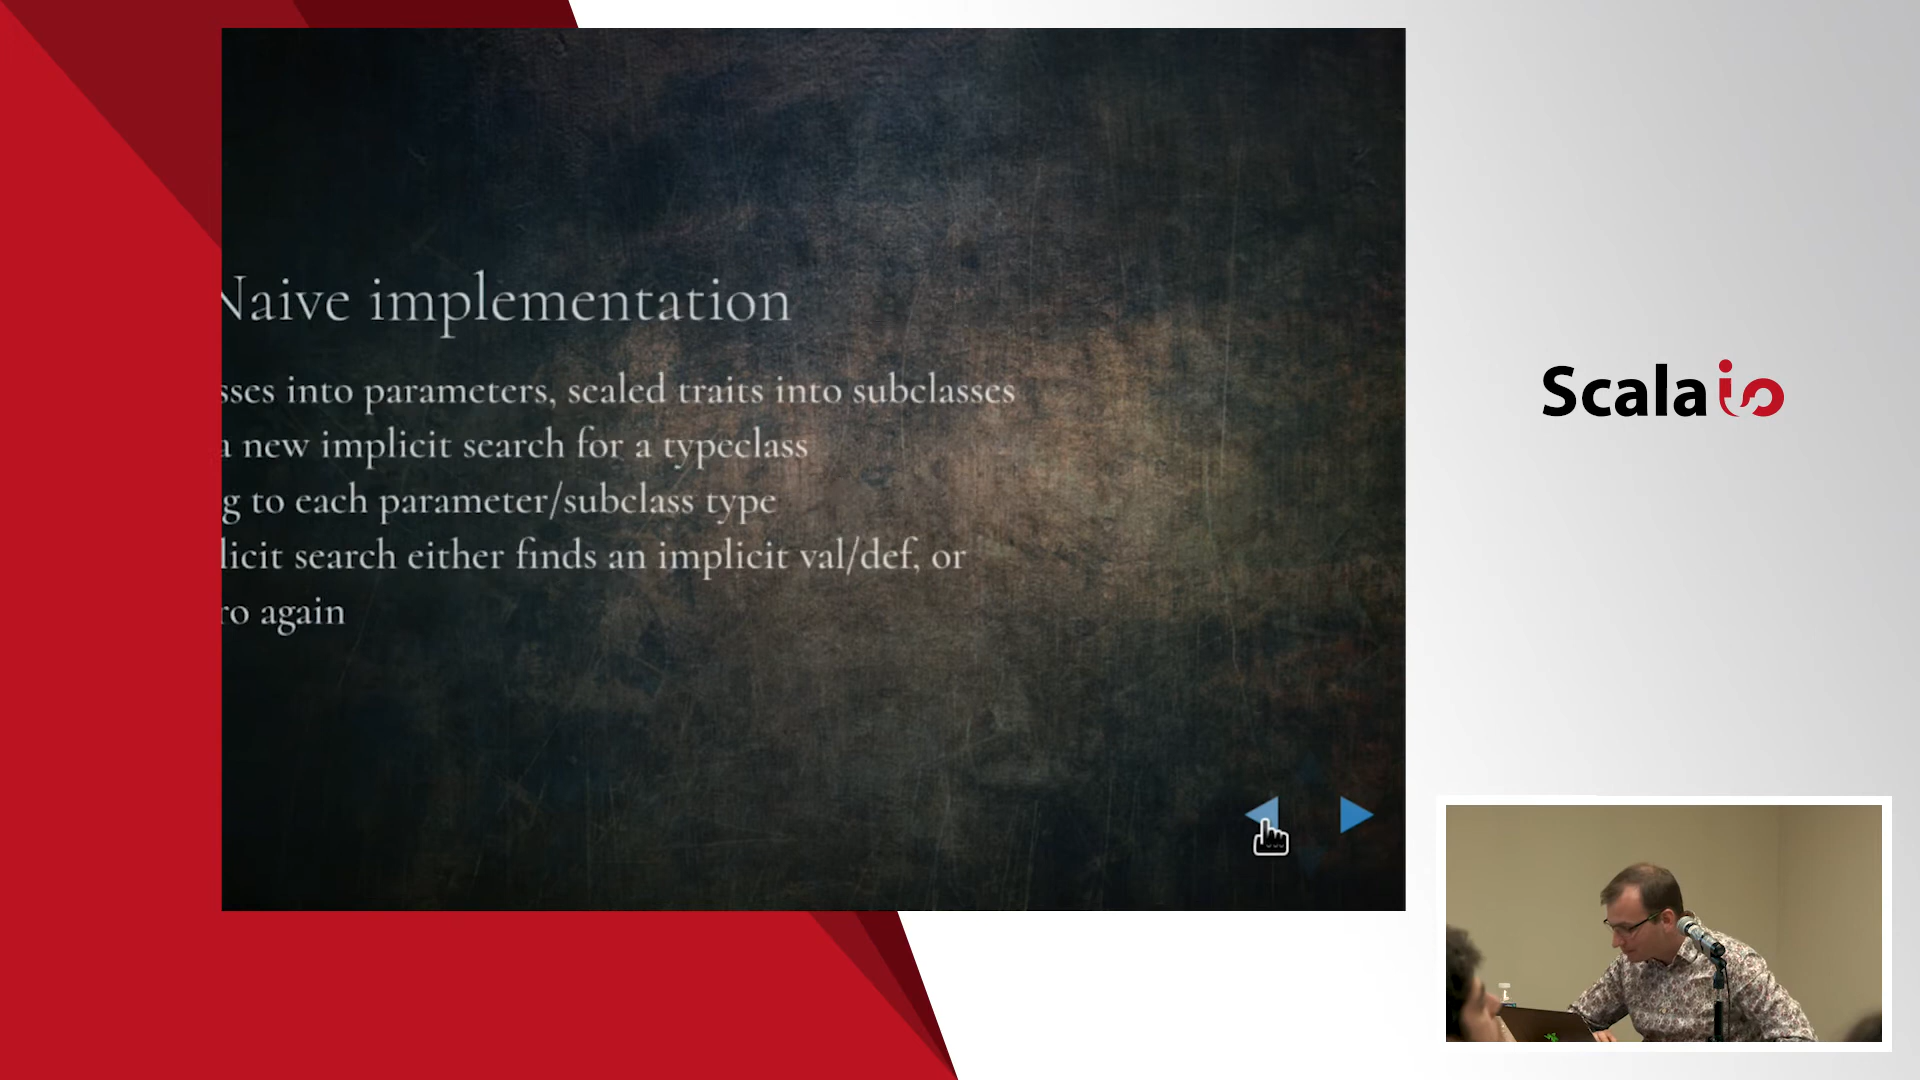 Naive implementation
sses into parameters, sealed traits into subclasses
a new implicit search for a typeclass
g to each parameter/subclass type
licit search either finds an implicit val/def, or
ro again
Scala io